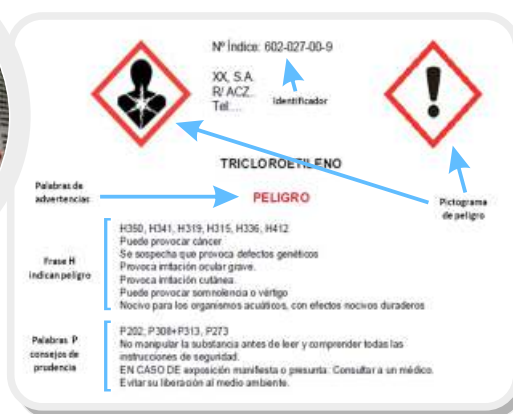 Nº Índice: 602-027-00-9
XX, S.A.
R/ ACZ..
Tel:...
Identificador
TRICLOROETILENO
Palabras de
advertencias
PELIGRO
Pictograma
de peligro
H350, H341, H319, H315, H336, H412
Puede provocar cáncer
Se sospecha que provoca defectos genéticos
Provoca irritación ocular grave.
Provoca irritación cutánea.
Puede provocar somnolencia o vértigo
Nocivo para los organismos acuáticos, con efectos nocivos duraderos
Frase H
indican peligro
P202, P308+P313, P273
No manipular la substancia antes de leer y comprender todas las
instrucciones de seguridad.
EN CASO DE exposición manifiesta o presunta: Consultar a un médico.
Evitar su liberación al medio ambiente.
Palabras P
consejos de
prudencia